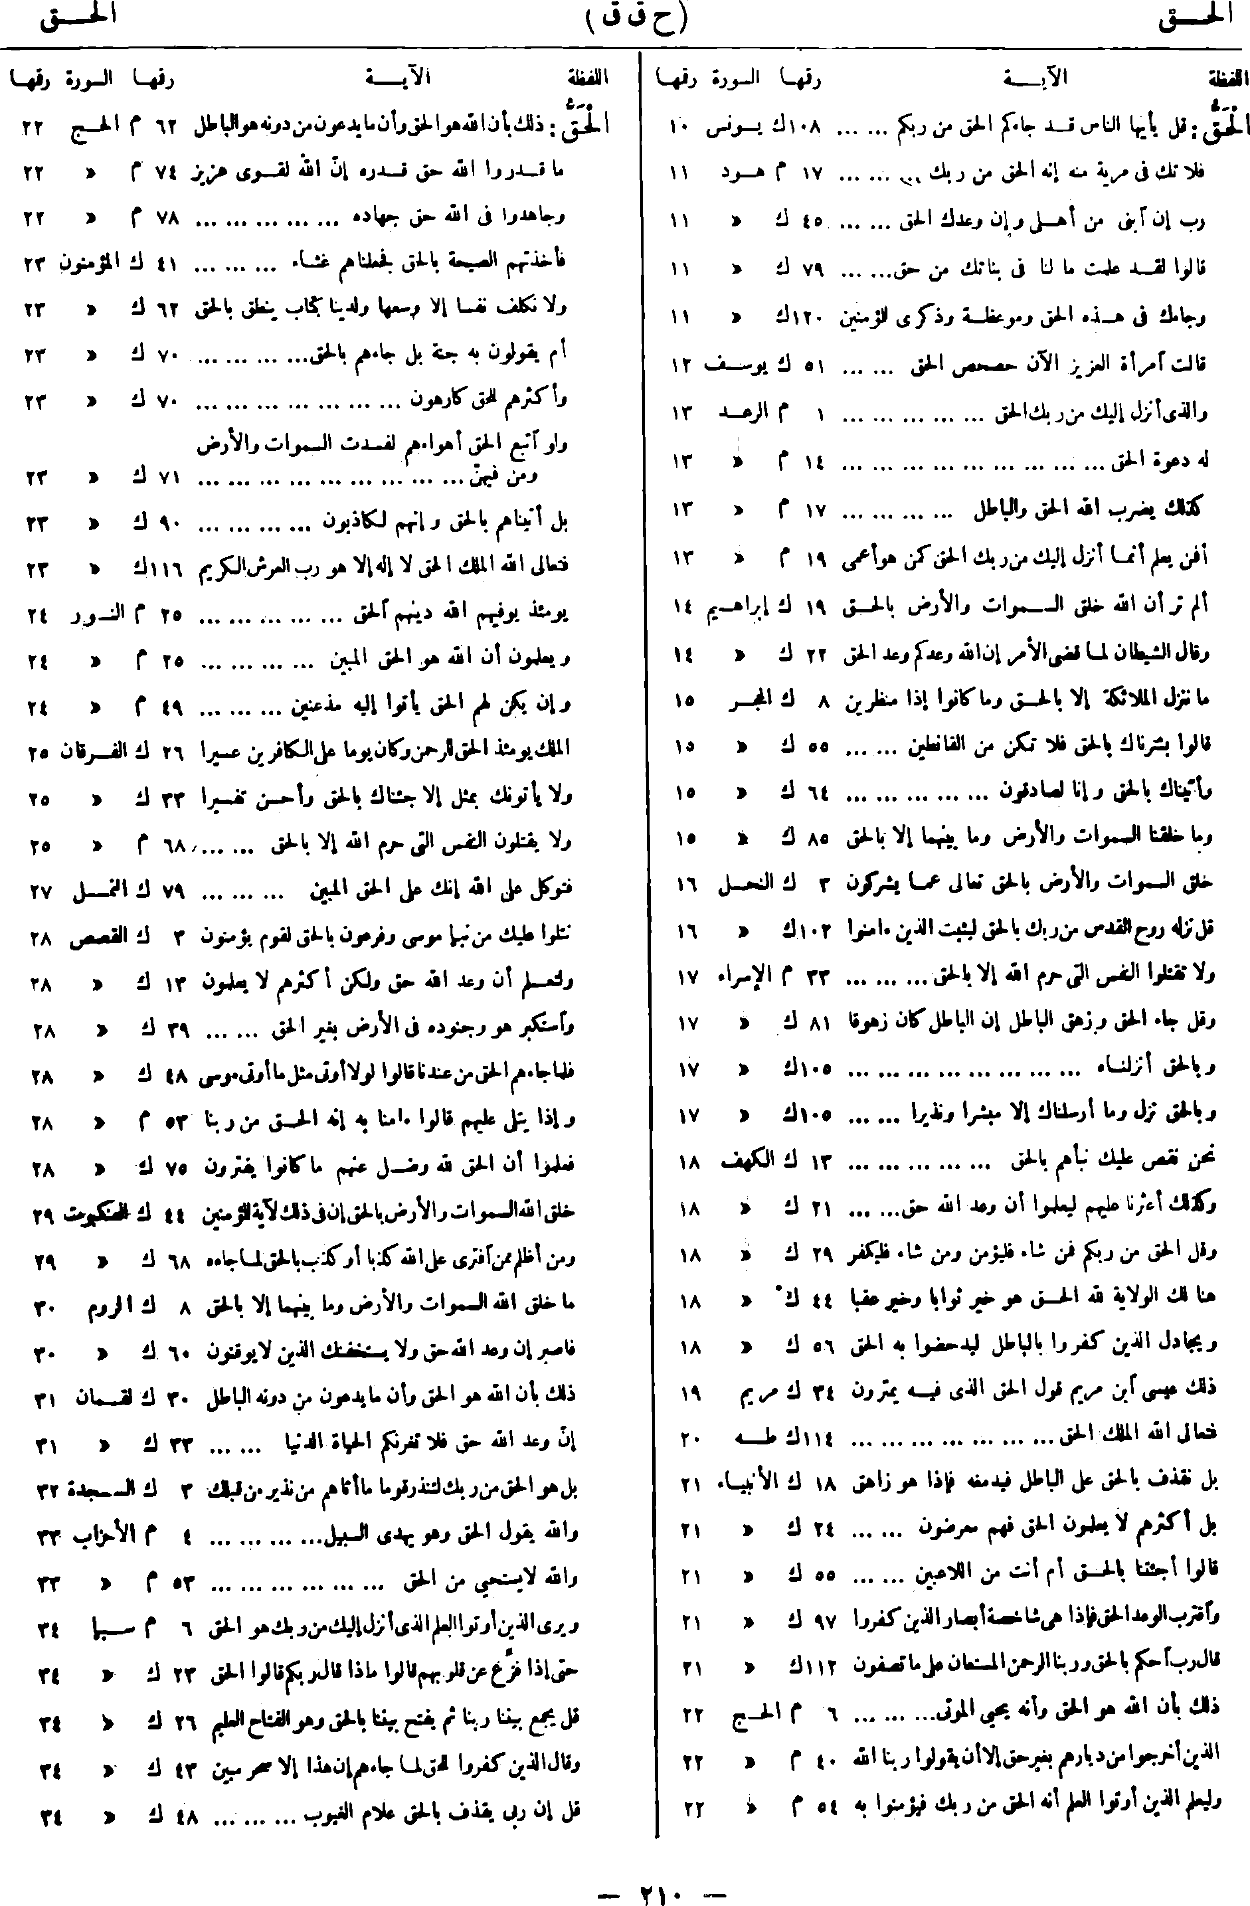 الحـــق (ح ق ق) الحـــق
اللفظة الآيـــة رقمها السورة رقمها
الحَقّ: قل يأيها الناس قد جاءكم الحق من ربكم ... ... ١٠٨ ك يونس ١٠
فلا تك فى مرية منه إنه الحق من ربك ... ... ... ١٧ م هود ١١
رب إن آبنى من أهلى وإن وعدك الحق ... ... ٤٥ ك » ١١
قالوا لقد علمت ما لنا فى بناتك من حق... ... ٧٩ ك » ١١
وجاءك فى هذه الحق وموعظة وذكرى للؤمنين ١٢٠ ك » ١١
قالت آمرأة العزيز الآن حصحص الحق ... ... ٥١ ك يوسف ١٢
والذى أنزل إليك من ربك الحق ... ... ... ... ... ١ م الرعد ١٣
له دعوة الحق ... ... ... ... ... ... ... ... ... ١٤ م » ١٣
كذلك يضرب الله الحق والباطل ... ... ... ... ١٧ م » ١٣
أفمن يعلم أنما أنزل إليك من ربك الحق كمن هو أعمى ١٩ م » ١٣
ألم تر أن الله خلق السموات والأرض بالحق ١٩ ك إبراهيم ١٤
وقال الشيطان لما قضى الأمر إن الله وعدكم وعد الحق ٢٢ ك » ١٤
ما ننزل الملائكة إلا بالحق وما كانوا إذا منظرين ٨ ك الحجر ١٥
قالوا بشرناك بالحق فلا تكن من القانطين ... ... ٥٥ ك » ١٥
وأتيناك بالحق وإنا لصادقون ... ... ... ... ... ٦٤ ك » ١٥
وما خلقنا السموات والأرض وما بينهما إلا بالحق ٨٥ ك » ١٥
خلق السموات والأرض بالحق تعالى عما يشركون ٣ ك النحل ١٦
قل نزله روح القدس من ربك بالحق ليثبت الذين ءامنوا ١٠٢ ك » ١٦
ولا تقتلوا النفس التى حرم الله إلا بالحق ... ... ... ... ٣٣ م الإسراء ١٧
وقل جاء الحق وزهق الباطل إن الباطل كان زهوقا ٨١ ك » ١٧
وبالحق أنزلناه ... ... ... ... ... ... ... ... ١٠٥ ك » ١٧
وبالحق نزل وما أرسلناك إلا مبشرا ونذيرا ... ... ١٠٥ ك » ١٧
نحن نقص عليك نبأهم بالحق ... ... ... ... ... ١٣ ك الكهف ١٨
وكذلك أعثرنا عليهم ليعلموا أن وعد الله حق... ... ٢١ ك » ١٨
وقل الحق من ربكم فمن شاء فليؤمن ومن شاء فليكفر ٢٩ ك » ١٨
هنالك الولاية لله الحق هو خير ثوابا وخير عقبا ٤٤ ك » ١٨
ويجادل الذين كفروا بالباطل ليدحضوا به الحق ٥٦ ك » ١٨
ذلك عيسى آبن مريم قول الحق الذى فيه يمترون ٣٤ ك مريم ١٩
فتعالى الله الملك الحق ... ... ... ... ... ... ... ١١٤ ك طه ٢٠
بل نقذف بالحق على الباطل فيدمغه فإذا هو زاهق ١٨ ك الأنبياء ٢١
بل أكثرهم لا يعلمون الحق فهم معرضون ... ... ٢٤ ك » ٢١
قالوا أجئتنا بالحق أم أنت من اللاعبين ... ... ٥٥ ك » ٢١
وآقترب الوعد الحق فإذا هى شاخصة أبصار الذين كفروا ٩٧ ك » ٢١
قال رب آحكم بالحق وربنا الرحمن المستعان على ما تصفون ١١٢ ك » ٢١
ذلك بأن الله هو الحق وأنه يحيى الموتى... ... ... ٦ م الحج ٢٢
الذين أخرجوا من ديارهم بغير حق إلا أن يقولوا ربنا الله ٤٠ م » ٢٢
وليعلم الذين أوتوا العلم أنه الحق من ربك فيؤمنوا به ٥٤ م » ٢٢
اللفظة الآيـــة رقمها السورة رقمها
الحَقّ: ذلك بأن الله هو الحق وأن ما يدعون من دونه هو الباطل ٦٢ م الحج ٢٢
ما قدروا الله حق قدره إنّ الله لقوى عزيز ٧٤ م » ٢٢
وجاهدوا فى الله حق جهاده ... ... ... ... ... ٧٨ م » ٢٢
فأخذتهم الصيحة بالحق فجعلناهم غثاء ... ... ... ٤١ ك المؤمنون ٢٣
ولا نكلف نفسا إلا وسعها ولدينا كتاب ينطق بالحق ٦٢ ك » ٢٣
أم يقولون به جنة بل جاءهم بالحق... ... ... ... ٧٠ ك » ٢٣
وأكثرهم للحق كارهون ... ... ... ... ... ... ... ٧٠ ك » ٢٣
ولو آتبع الحق أهواءهم لفسدت السموات والأرض
ومن فيهنّ ... ... ... ... ... ... ... ... ... ٧١ ك » ٢٣
بل أتيناهم بالحق وإنهم لكاذبون ... ... ... ... ٩٠ ك » ٢٣
فتعالى الله الملك الحق لا إله إلا هو رب العرش الكريم ١١٦ ك » ٢٣
يومئذ يوفيهم الله دينهم الحق ... ... ... ... ... ٢٥ م النور ٢٤
ويعلمون أن الله هو الحق المبين ... ... ... ... ٢٥ م » ٢٤
وإن يكن لهم الحق يأتوا إليه مذعنين ... ... ... ٤٩ م » ٢٤
الملك يومئذ الحق للرحمن وكان يوما على الكافرين عسيرا ٢٦ ك الفرقان ٢٥
ولا يأتونك بمثل إلا جئناك بالحق وأحسن تفسيرا ٣٣ ك » ٢٥
ولا يقتلون النفس التى حرم الله إلا بالحق ... ... ٦٨ م » ٢٥
فتوكل على الله إنك على الحق المبين ... ... ... ٧٩ ك النمل ٢٧
نتلوا عليك من نبإ موسى وفرعون بالحق لقوم يؤمنون ٣ ك القصص ٢٨
ولتعلم أن وعد الله حق ولكن أكثرهم لا يعلمون ١٣ ك » ٢٨
وآستكبر هو وجنوده فى الأرض بغير الحق ... ... ٣٩ ك » ٢٨
فلما جاءهم الحق من عندنا قالوا لولا أوتى مثل ما أوتى موسى ٤٨ ك » ٢٨
وإذا يتلى عليهم قالوا ءامنا به إنه الحق من ربنا ٥٣ م » ٢٨
فعلموا أن الحق لله وضل عنهم ما كانوا يفترون ٧٥ ك » ٢٨
خلق الله السموات والأرض بالحق إن فى ذلك لآية للؤمنين ٤٤ ك العنكبوت ٢٩
ومن أظلم ممن آفترى على الله كذبا أو كذب بالحق لما جاءه ٦٨ ك » ٢٩
ما خلق الله السموات والأرض وما بينهما إلا بالحق ٨ ك الروم ٣٠
فاصبر إن وعد الله حق ولا يستخفنك الذين لا يوقنون ٦٠ ك » ٣٠
ذلك بأن الله هو الحق وأن ما يدعون من دونه الباطل ٣٠ ك لقمان ٣١
إنّ وعد الله حق فلا تغرنكم الحياة الدنيا ... ... ٣٣ ك » ٣١
بل هو الحق من ربك لتنذر قوما ما أتاهم من نذير من قبلك ٣ ك السجدة ٣٢
والله يقول الحق وهو يهدى السبيل... ... ... ... ٤ م الأحزاب ٣٣
والله لا يستحيي من الحق ... ... ... ... ... ... ٥٣ م » ٣٣
ويرى الذين أوتوا العلم الذى أنزل إليك من ربك هو الحق ٦ م سبإ ٣٤
حتى إذا فزّع عن قلوبهم قالوا ماذا قال ربكم قالوا الحق ٢٣ ك » ٣٤
قل يجمع بيننا ربنا ثم يفتح بيننا بالحق وهو الفتاح العليم ٢٦ ك » ٣٤
وقال الذين كفروا للحق لما جاءهم إن هذا إلا سحر مبين ٤٣ ك » ٣٤
قل إن ربى يقذف بالحق علام الغيوب ... ... ... ٤٨ ك » ٣٤
— ٢١٠ —